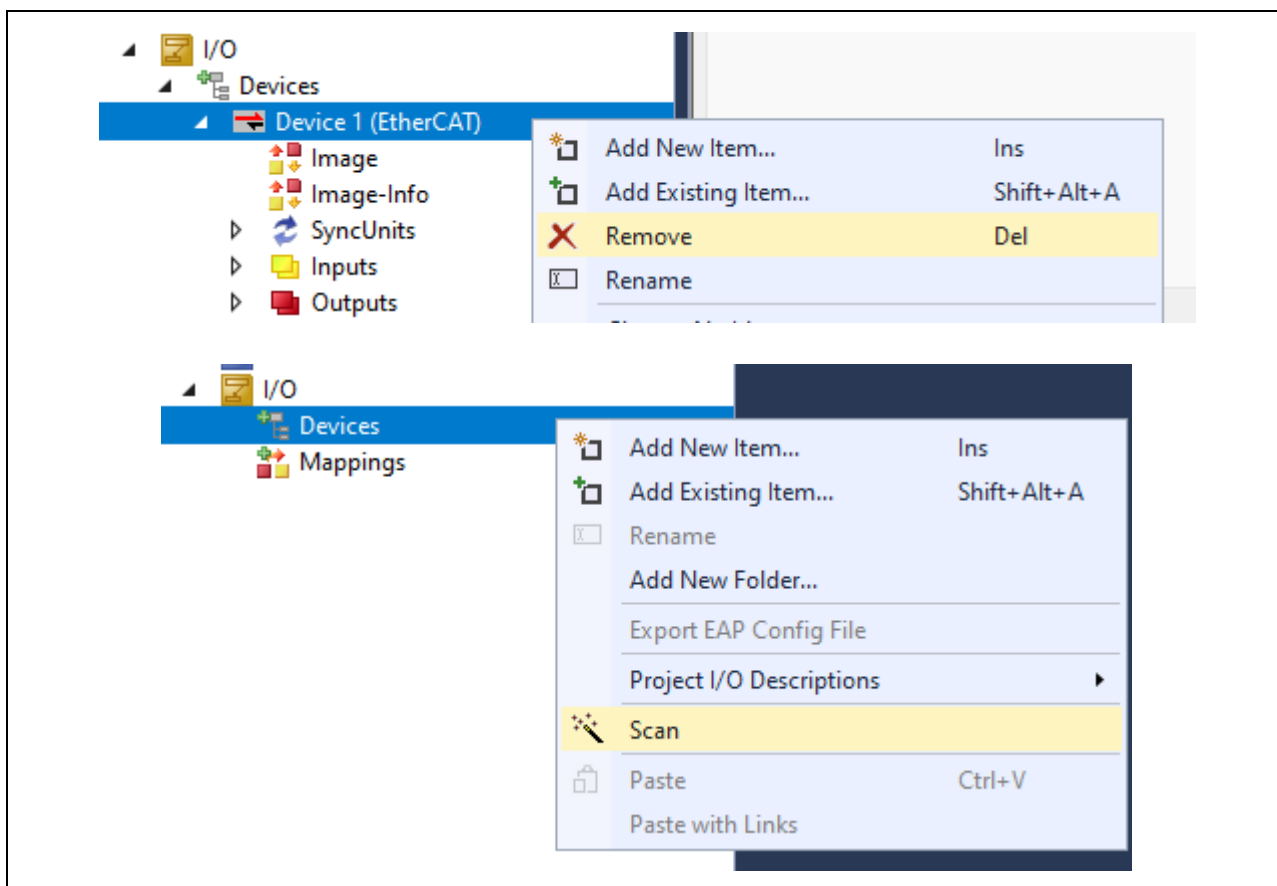 I/O
Devices
Device 1 (EtherCAT)
Image
Image-Info
SyncUnits
Inputs
Outputs
Add New Item... Ins
Add Existing Item... Shift+Alt+A
Remove Del
Rename
I/O
Devices
Mappings
Add New Item... Ins
Add Existing Item... Shift+Alt+A
Rename
Add New Folder...
Export EAP Config File
Project I/O Descriptions
Scan
Paste Ctrl+V
Paste with Links